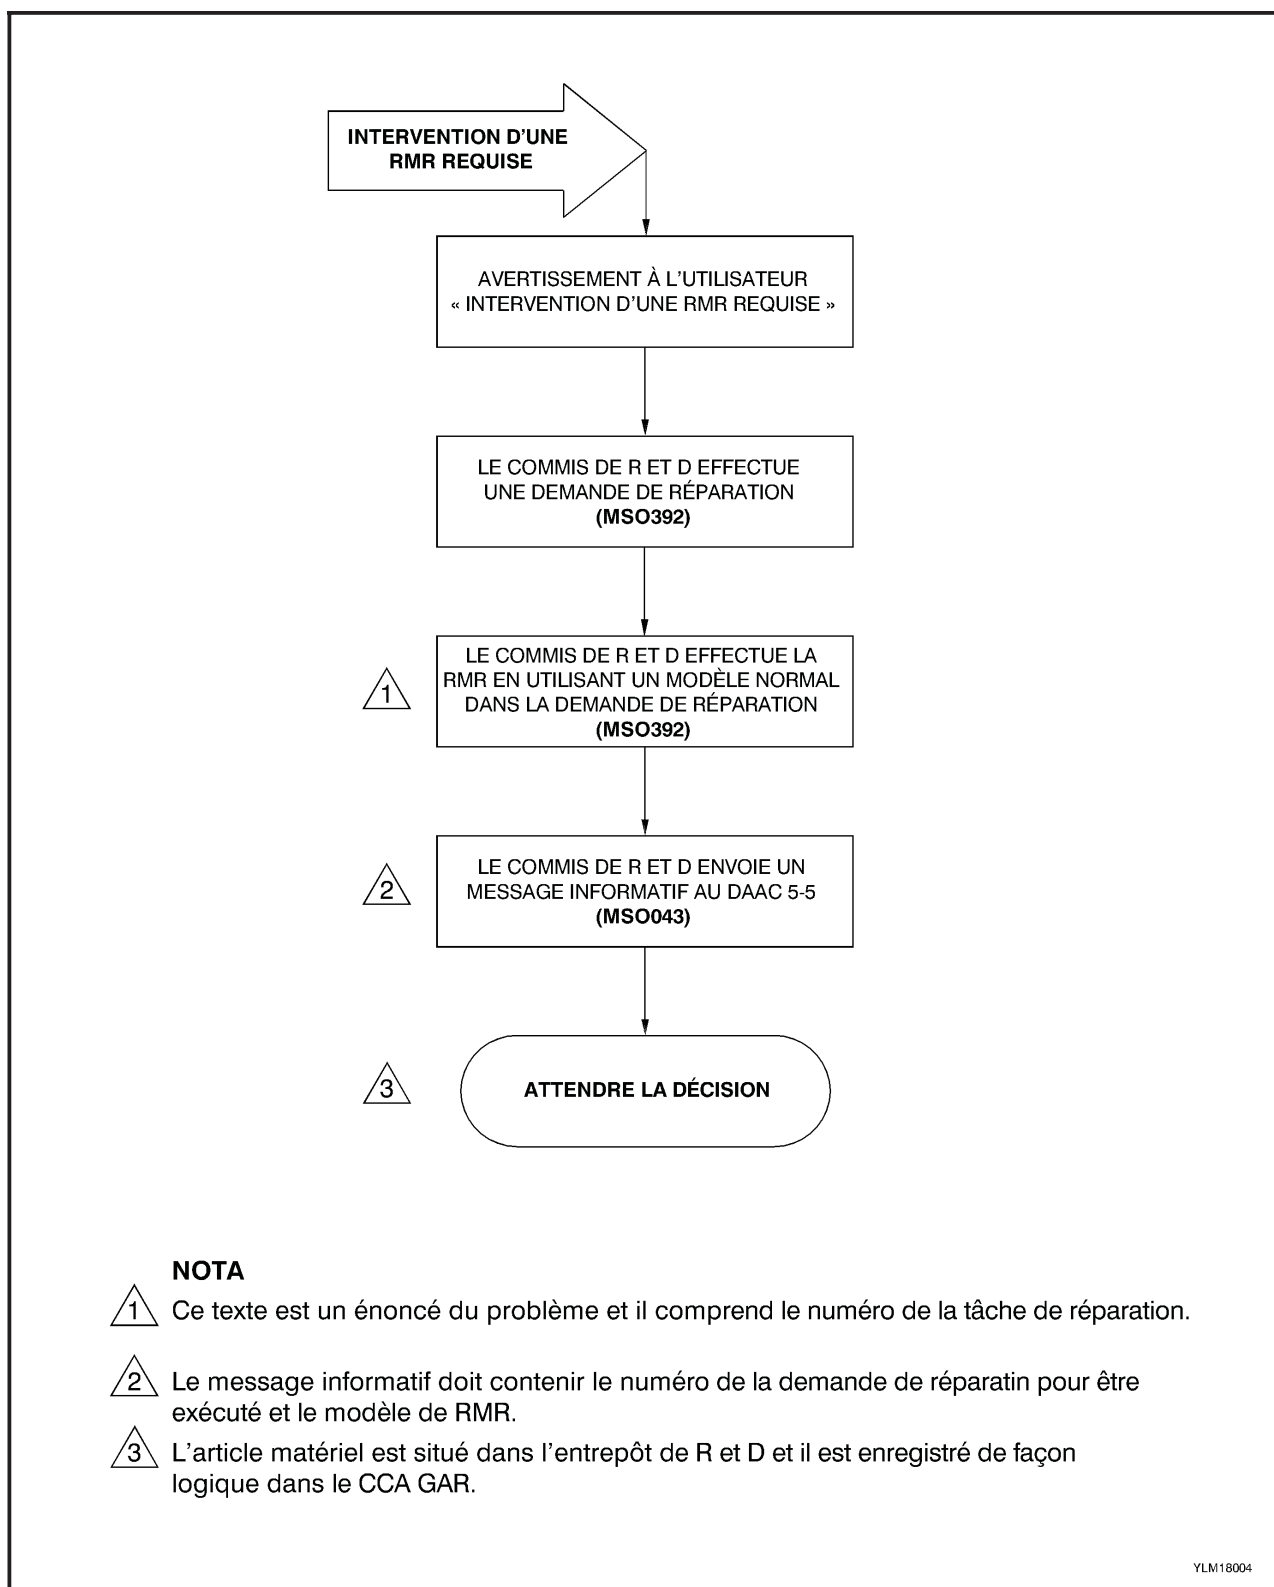 INTERVENTION D'UNE
RMR REQUISE
AVERTISSEMENT À L'UTILISATEUR
« INTERVENTION D'UNE RMR REQUISE »
LE COMMIS DE R ET D EFFECTUE
UNE DEMANDE DE RÉPARATION
(MSO392)
LE COMMIS DE R ET D EFFECTUE LA
RMR EN UTILISANT UN MODÈLE NORMAL
DANS LA DEMANDE DE RÉPARATION
(MSO392)
1
LE COMMIS DE R ET D ENVOIE UN
MESSAGE INFORMATIF AU DAAC 5-5
(MSO043)
2
3
ATTENDRE LA DÉCISION
NOTA
1 Ce texte est un énoncé du problème et il comprend le numéro de la tâche de réparation.
2 Le message informatif doit contenir le numéro de la demande de réparatin pour être
exécuté et le modèle de RMR.
3 L'article matériel est situé dans l'entrepôt de R et D et il est enregistré de façon
logique dans le CCA GAR.
YLM18004